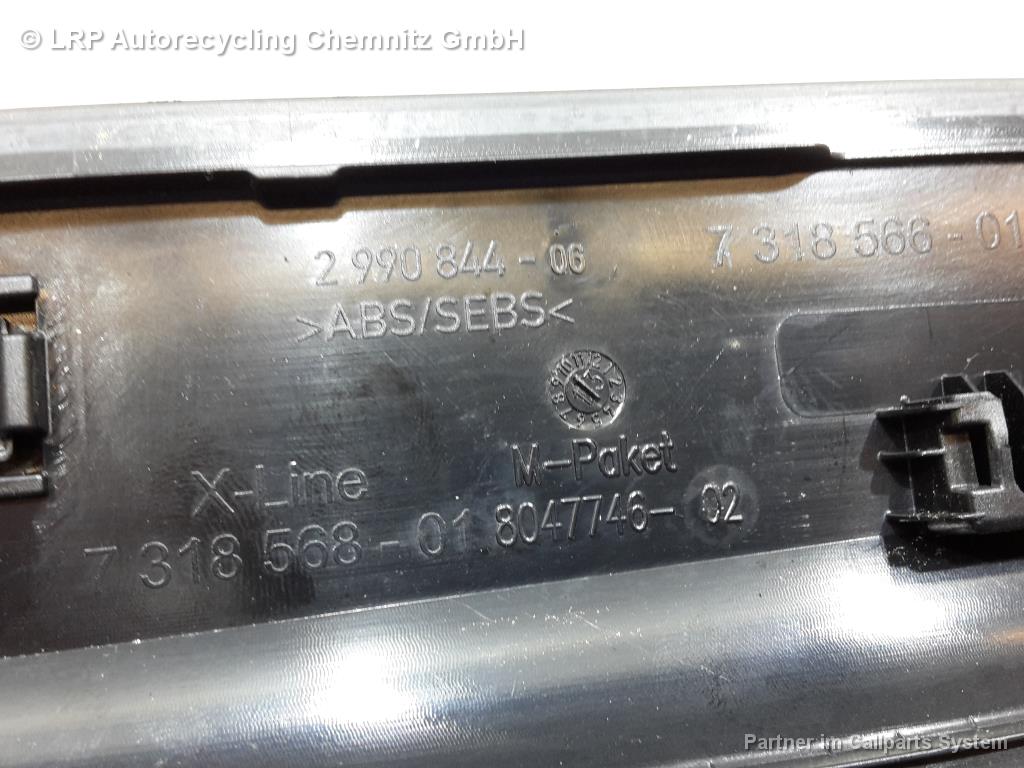 © LRP Autorecycling Chemnitz GmbH
2 990 844-06
7 318 566-01
>ABS/SEBS<
M-Paket
X-Line
8047746- 02
7 318 568-01
Partner im Callparts System